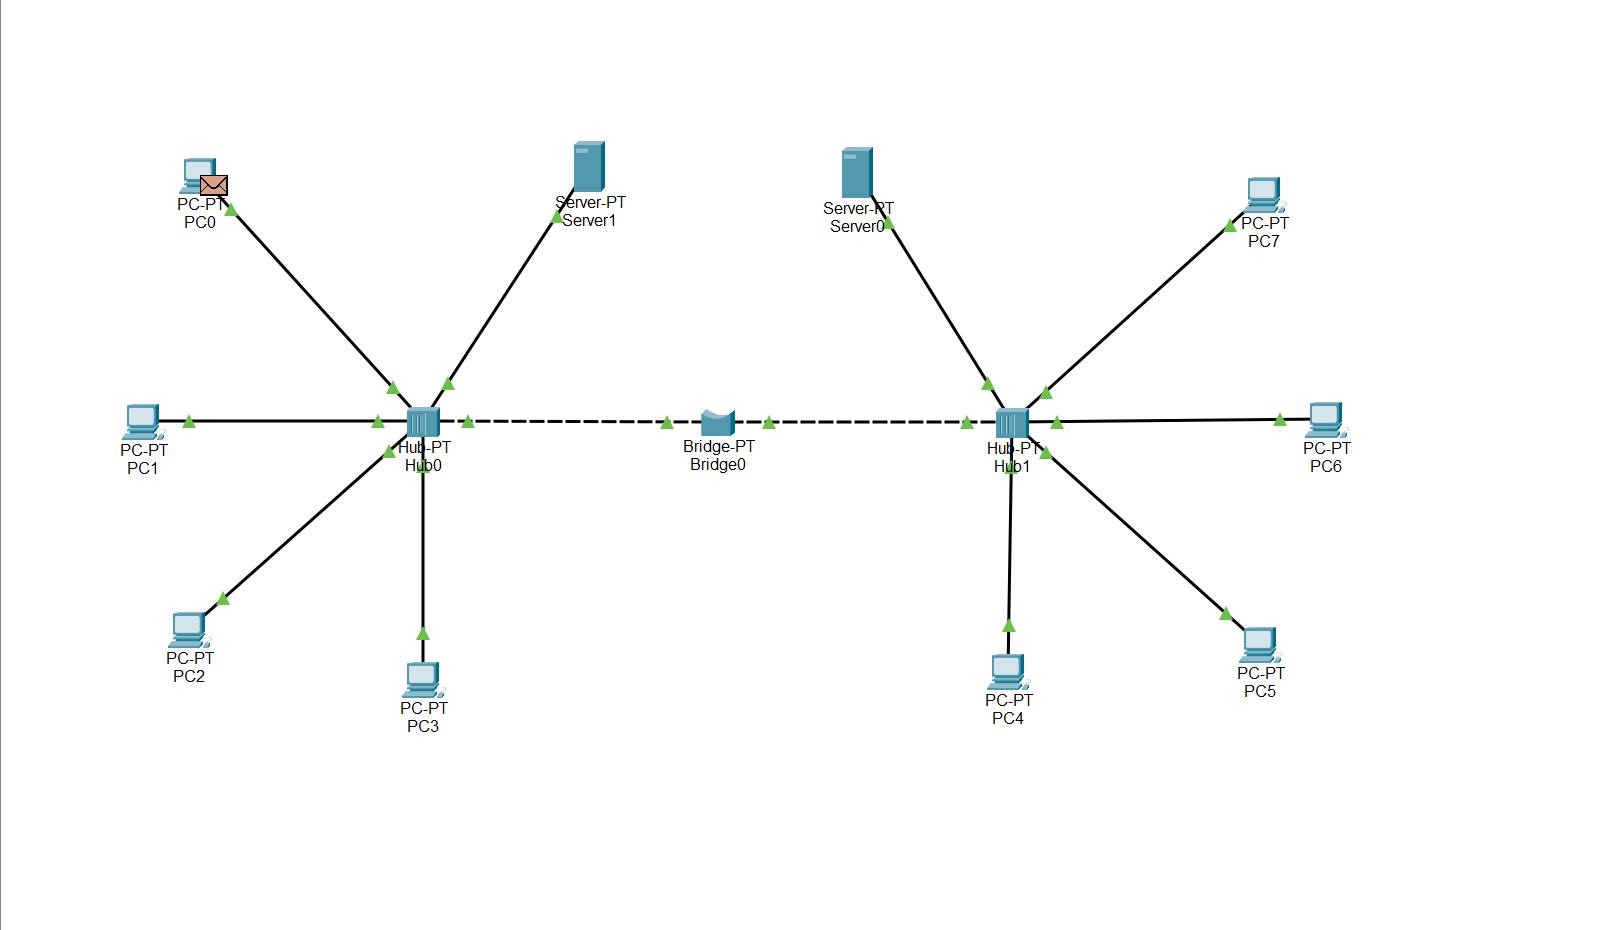 PC-PT
PC0
Server-PT
Server1
Server-PT
Server0
PC-PT
PC7
PC-PT
PC1
Hub-PT
Hub0
Bridge-PT
Bridge0
Hub-PT
Hub1
PC-PT
PC6
PC-PT
PC2
PC-PT
PC3
PC-PT
PC4
PC-PT
PC5